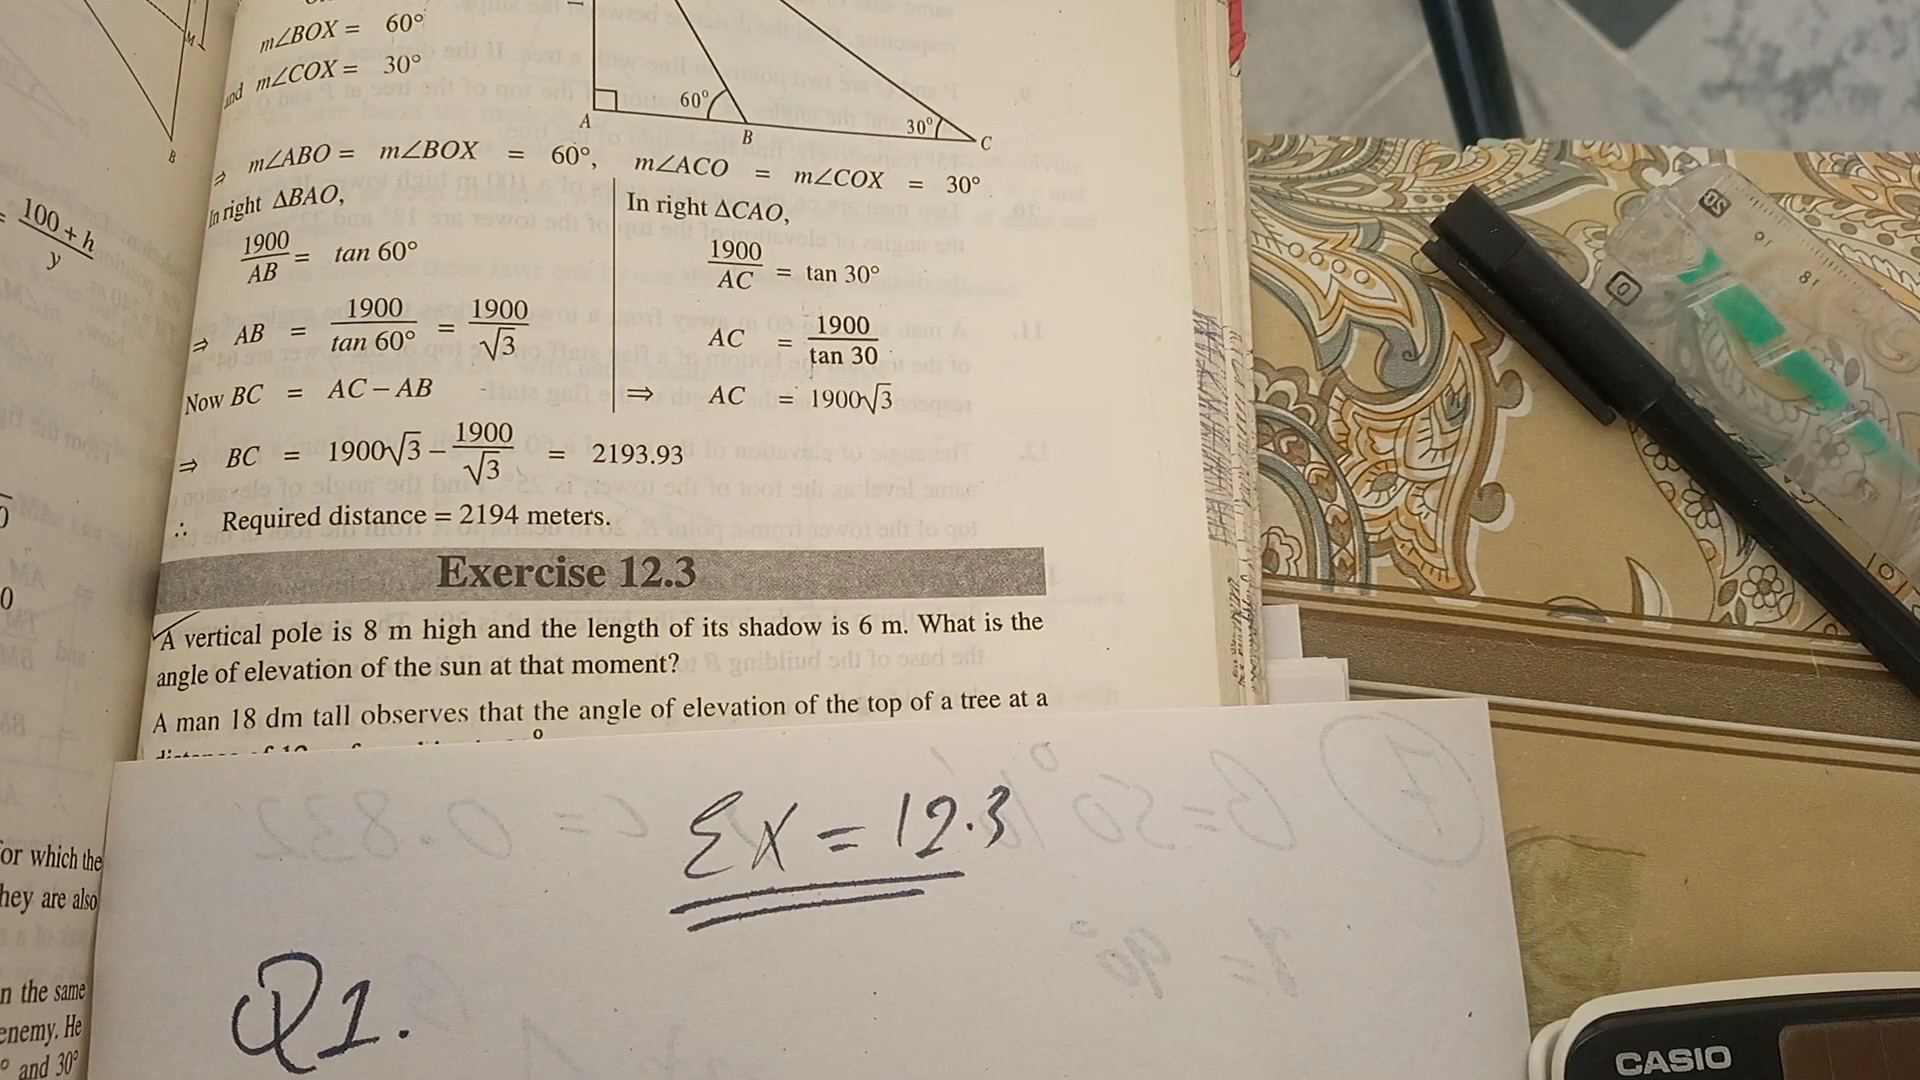 m∠BOX = 60°
and m∠COX = 30°
60°
30°
A
B
C
M
B
⇒ m∠ABO = m∠BOX = 60°, m∠ACO = m∠COX = 30°
In right ΔBAO,
1900/AB = tan 60°
⇒ AB = 1900/tan 60° = 1900/√3
Now BC = AC − AB
In right ΔCAO,
1900/AC = tan 30°
AC = 1900/tan 30
⇒ AC = 1900√3
⇒ BC = 1900√3 − 1900/√3 = 2193.93
∴ Required distance = 2194 meters.
Exercise 12.3
A vertical pole is 8 m high and the length of its shadow is 6 m. What is the
angle of elevation of the sun at that moment?
A man 18 dm tall observes that the angle of elevation of the top of a tree at a
= (100 + h)/y
0
for which the
they are also
n the same
enemy. He
° and 30°
EX = 12.3
Q1.
CASIO